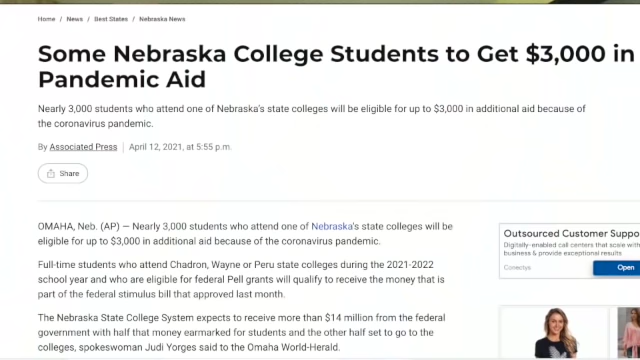 Home / News / Best States / Nebraska News
Some Nebraska College Students to Get $3,000 in
Pandemic Aid
Nearly 3,000 students who attend one of Nebraska's state colleges will be eligible for up to $3,000 in additional aid because of
the coronavirus pandemic.
By Associated Press | April 12, 2021, at 5:55 p.m.
Share
OMAHA, Neb. (AP) — Nearly 3,000 students who attend one of Nebraska's state colleges will be
eligible for up to $3,000 in additional aid because of the coronavirus pandemic.
Full-time students who attend Chadron, Wayne or Peru state colleges during the 2021-2022
school year and who are eligible for federal Pell grants will qualify to receive the money that is
part of the federal stimulus bill that approved last month.
The Nebraska State College System expects to receive more than $14 million from the federal
government with half that money earmarked for students and the other half set to go to the
colleges, spokeswoman Judi Yorges said to the Omaha World-Herald.
Outsourced Customer Suppo
Digitally-enabled call centers that scale with
business & provide exceptional results
Conectys
Open